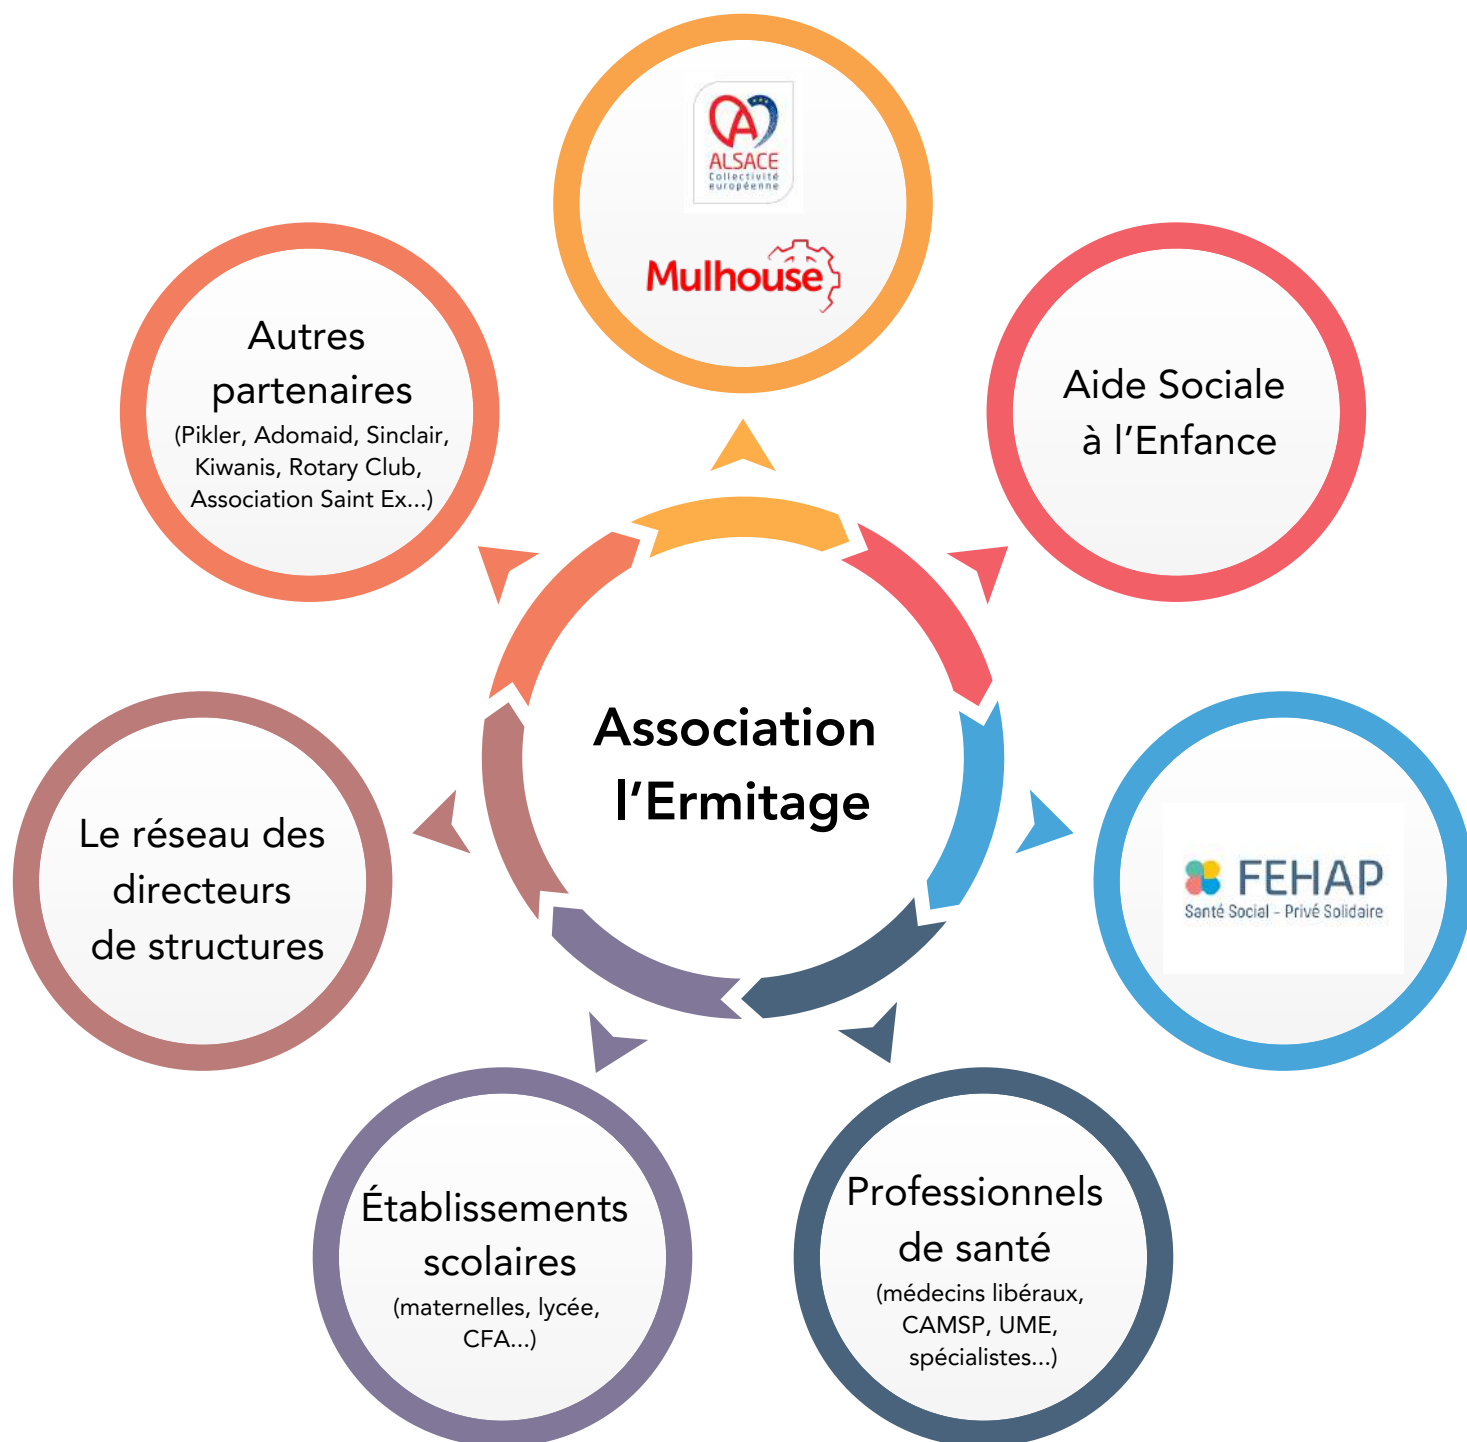 ALSACE
Collectivité
européenne
Mulhouse
Aide Sociale
à l'Enfance
FEHAP
Santé Social - Privé Solidaire
Professionnels
de santé
(médecins libéraux,
CAMSP, UME,
spécialistes...)
Établissements
scolaires
(maternelles, lycée,
CFA...)
Le réseau des
directeurs
de structures
Autres
partenaires
(Pikler, Adomaid, Sinclair,
Kiwanis, Rotary Club,
Association Saint Ex...)
Association
l'Ermitage